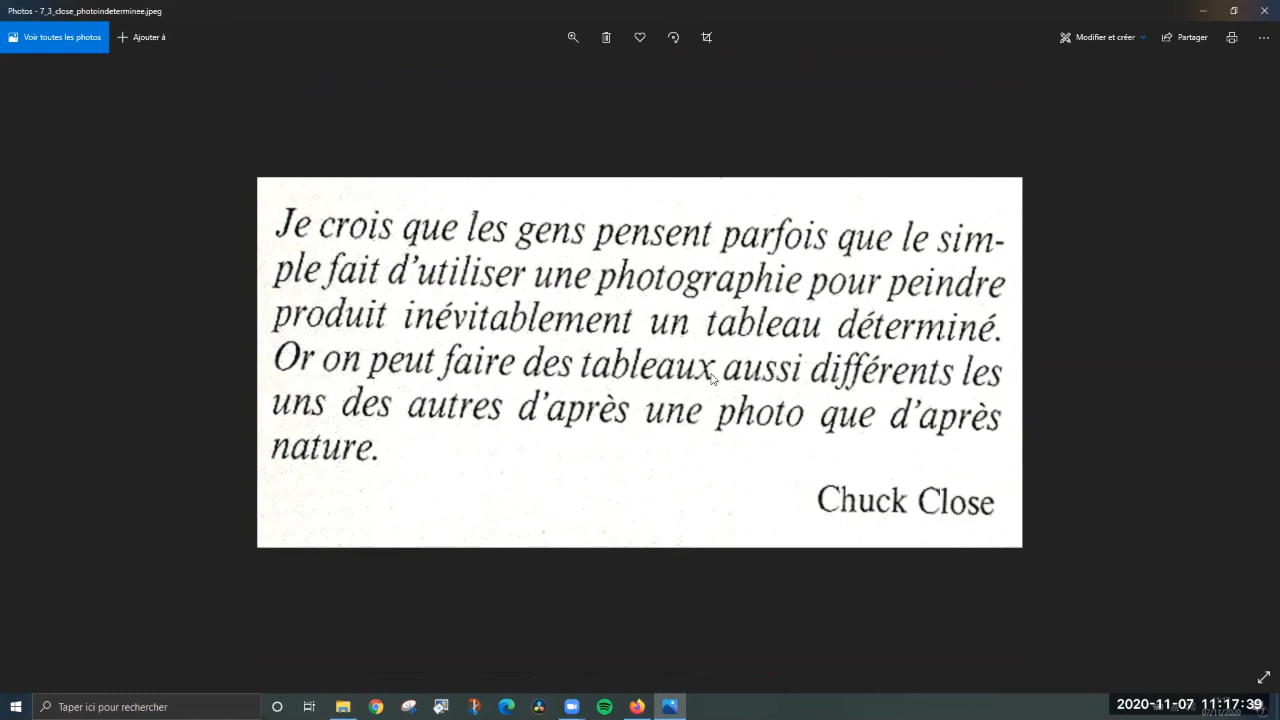 Photos - 7_3_close_photoindeterminee.jpeg
Voir toutes les photos
Ajouter à
Modifier et créer
Partager
Je crois que les gens pensent parfois que le sim-
ple fait d'utiliser une photographie pour peindre
produit inévitablement un tableau déterminé.
Or on peut faire des tableaux aussi différents les
uns des autres d'après une photo que d'après
nature.
Chuck Close
Taper ici pour rechercher
2020-11-07 11:17:39